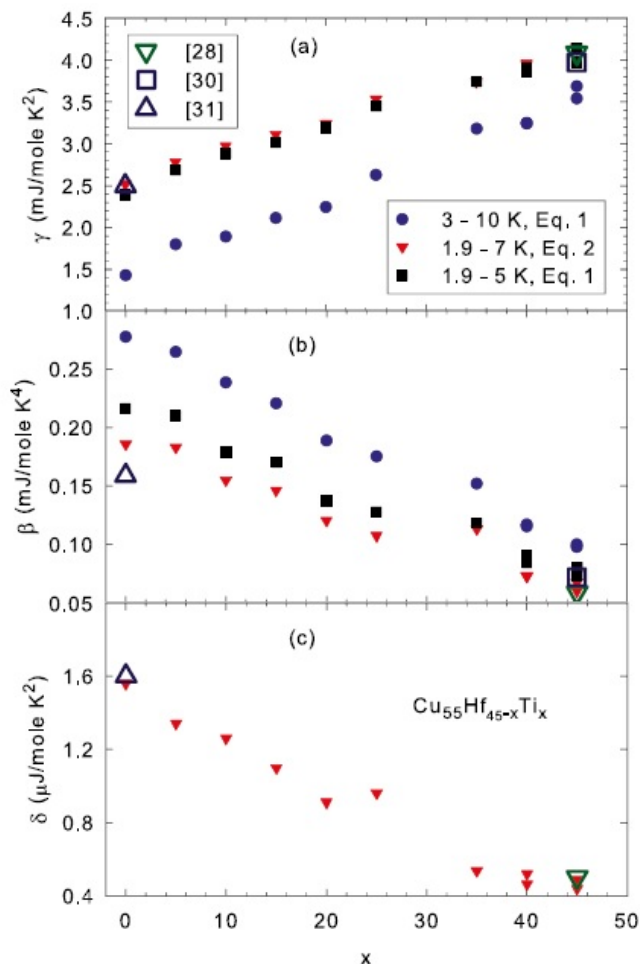 (a)
[28]
[30]
[31]
3 – 10 K, Eq. 1
1.9 – 7 K, Eq. 2
1.9 – 5 K, Eq. 1
γ (mJ/mole K²)
4.5
4.0
3.5
3.0
2.5
2.0
1.5
1.0
(b)
β (mJ/mole K⁴)
0.25
0.20
0.15
0.10
0.05
(c)
Cu₅₅Hf₄₅₋ₓTiₓ
δ (μJ/mole K²)
1.6
1.2
0.8
0.4
0 10 20 30 40 50
x